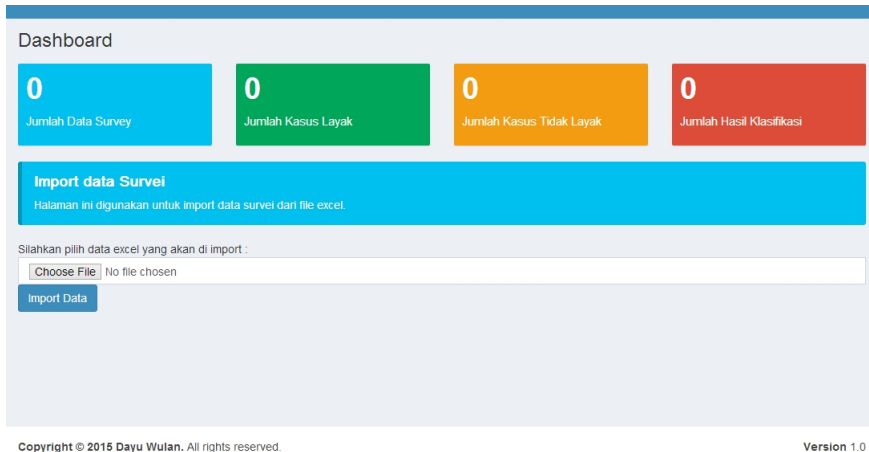 Dashboard
0
Jumlah Data Survey
0
Jumlah Kasus Layak
0
Jumlah Kasus Tidak Layak
0
Jumlah Hasil Klasifikasi
Import data Survei
Halaman ini digunakan untuk import data survei dari file excel.
Silahkan pilih data excel yang akan di import :
Choose File No file chosen
Import Data
Copyright © 2015 Dayu Wulan. All rights reserved.
Version 1.0